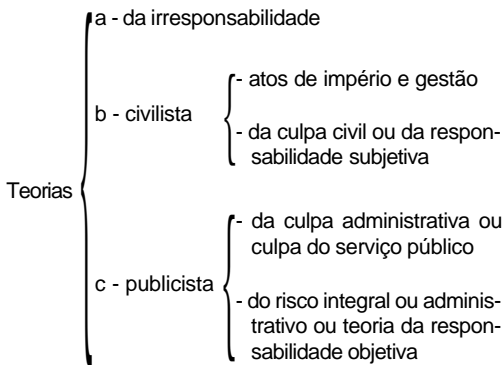 a - da irresponsabilidade
- atos de império e gestão
b - civilista
- da culpa civil ou da respon-
sabilidade subjetiva
Teorias
- da culpa administrativa ou
culpa do serviço público
c - publicista
- do risco integral ou adminis-
trativo ou teoria da respon-
sabilidade objetiva